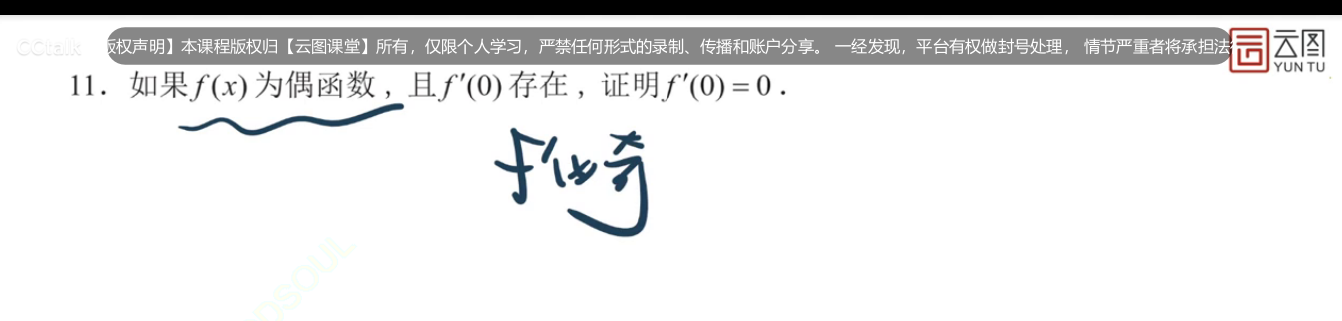 CCtalk
版权声明】本课程版权归【云图课堂】所有，仅限个人学习，严禁任何形式的录制、传播和账户分享。 一经发现，平台有权做封号处理， 情节严重者将承担法
云图
YUN TU
11．如果 f(x) 为偶函数，且 f′(0) 存在，证明 f′(0) = 0．
f′(x)奇
DSOUL